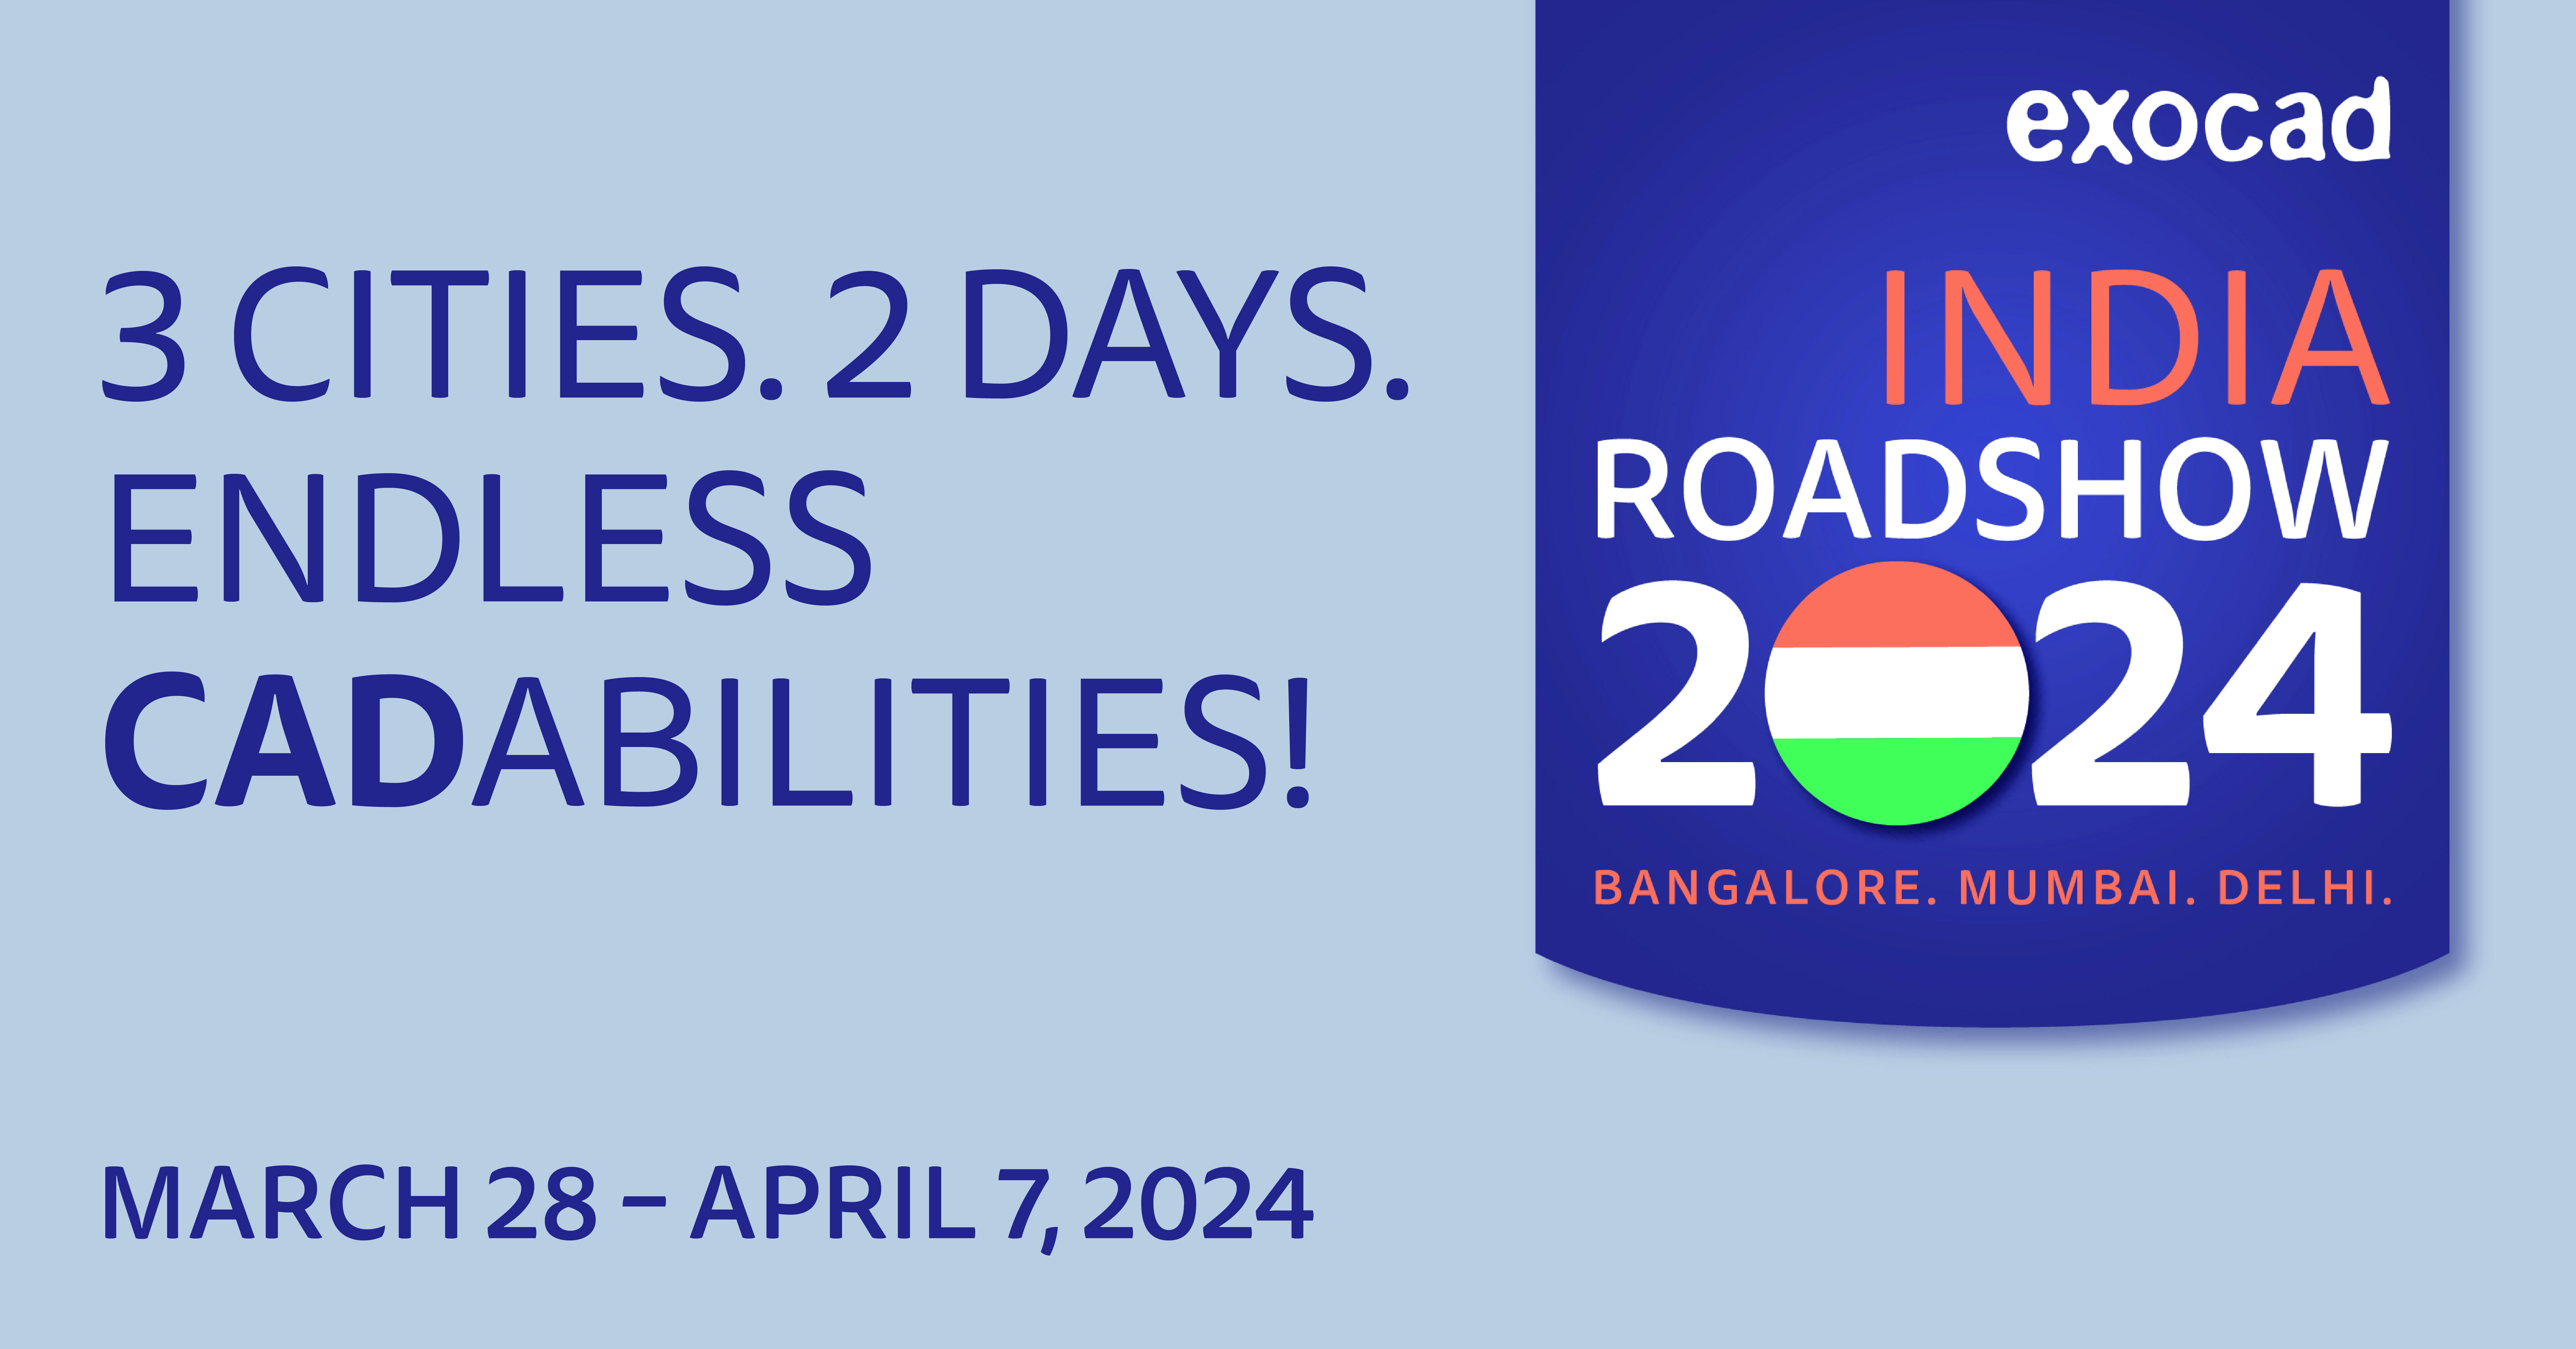 3 CITIES. 2 DAYS.
ENDLESS
CADABILITIES!
MARCH 28 – APRIL 7, 2024
exocad
INDIA
ROADSHOW
2024
BANGALORE. MUMBAI. DELHI.